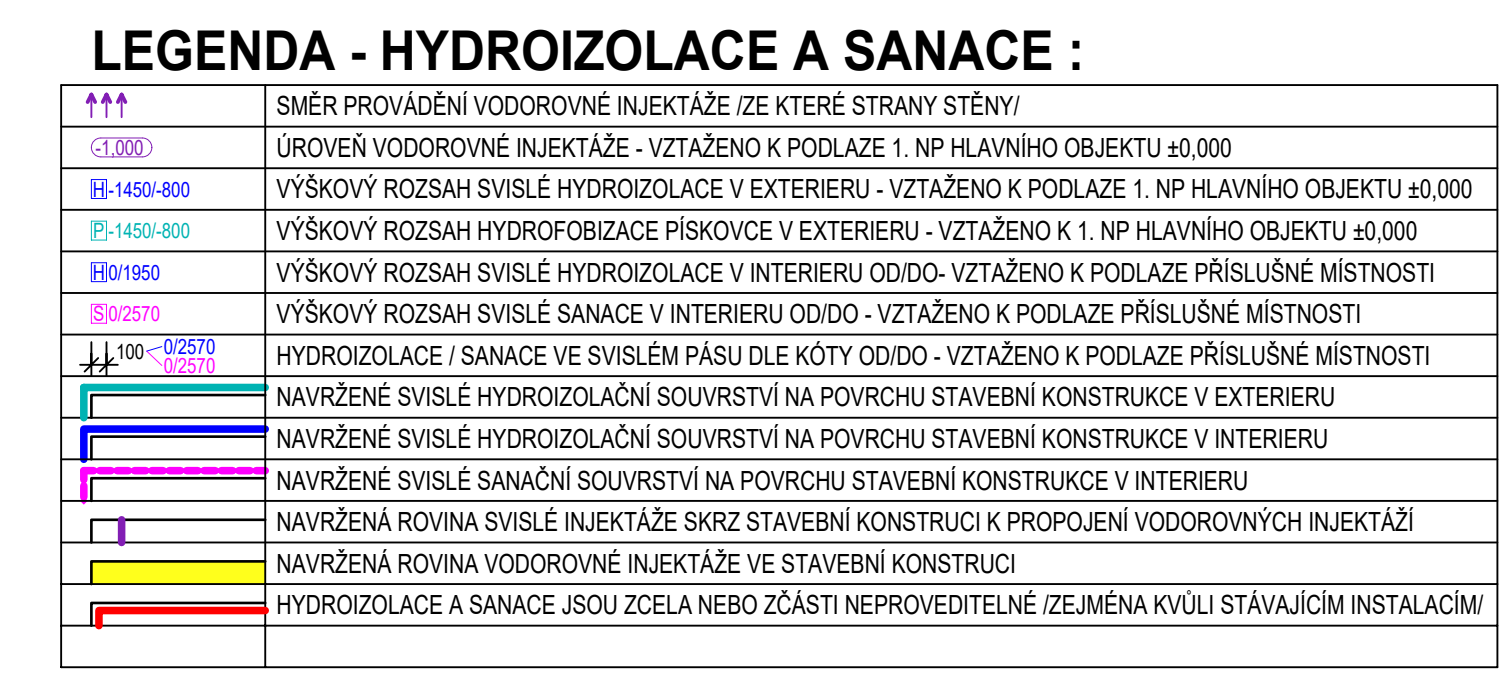 LEGENDA - HYDROIZOLACE A SANACE :
SMĚR PROVÁDĚNÍ VODOROVNÉ INJEKTÁŽE /ZE KTERÉ STRANY STĚNY/
-1,000 ÚROVEŇ VODOROVNÉ INJEKTÁŽE - VZTAŽENO K PODLAZE 1. NP HLAVNÍHO OBJEKTU ±0,000
H-1450/-800 VÝŠKOVÝ ROZSAH SVISLÉ HYDROIZOLACE V EXTERIERU - VZTAŽENO K PODLAZE 1. NP HLAVNÍHO OBJEKTU ±0,000
P-1450/-800 VÝŠKOVÝ ROZSAH HYDROFOBIZACE PÍSKOVCE V EXTERIERU - VZTAŽENO K 1. NP HLAVNÍHO OBJEKTU ±0,000
H0/1950 VÝŠKOVÝ ROZSAH SVISLÉ HYDROIZOLACE V INTERIERU OD/DO- VZTAŽENO K PODLAZE PŘÍSLUŠNÉ MÍSTNOSTI
S0/2570 VÝŠKOVÝ ROZSAH SVISLÉ SANACE V INTERIERU OD/DO - VZTAŽENO K PODLAZE PŘÍSLUŠNÉ MÍSTNOSTI
100 0/2570 0/2570 HYDROIZOLACE / SANACE VE SVISLÉM PÁSU DLE KÓTY OD/DO - VZTAŽENO K PODLAZE PŘÍSLUŠNÉ MÍSTNOSTI
NAVRŽENÉ SVISLÉ HYDROIZOLAČNÍ SOUVRSTVÍ NA POVRCHU STAVEBNÍ KONSTRUKCE V EXTERIERU
NAVRŽENÉ SVISLÉ HYDROIZOLAČNÍ SOUVRSTVÍ NA POVRCHU STAVEBNÍ KONSTRUKCE V INTERIERU
NAVRŽENÉ SVISLÉ SANAČNÍ SOUVRSTVÍ NA POVRCHU STAVEBNÍ KONSTRUKCE V INTERIERU
NAVRŽENÁ ROVINA SVISLÉ INJEKTÁŽE SKRZ STAVEBNÍ KONSTRUCI K PROPOJENÍ VODOROVNÝCH INJEKTÁŽÍ
NAVRŽENÁ ROVINA VODOROVNÉ INJEKTÁŽE VE STAVEBNÍ KONSTRUCI
HYDROIZOLACE A SANACE JSOU ZCELA NEBO ZČÁSTI NEPROVEDITELNÉ /ZEJMÉNA KVŮLI STÁVAJÍCÍM INSTALACÍM/